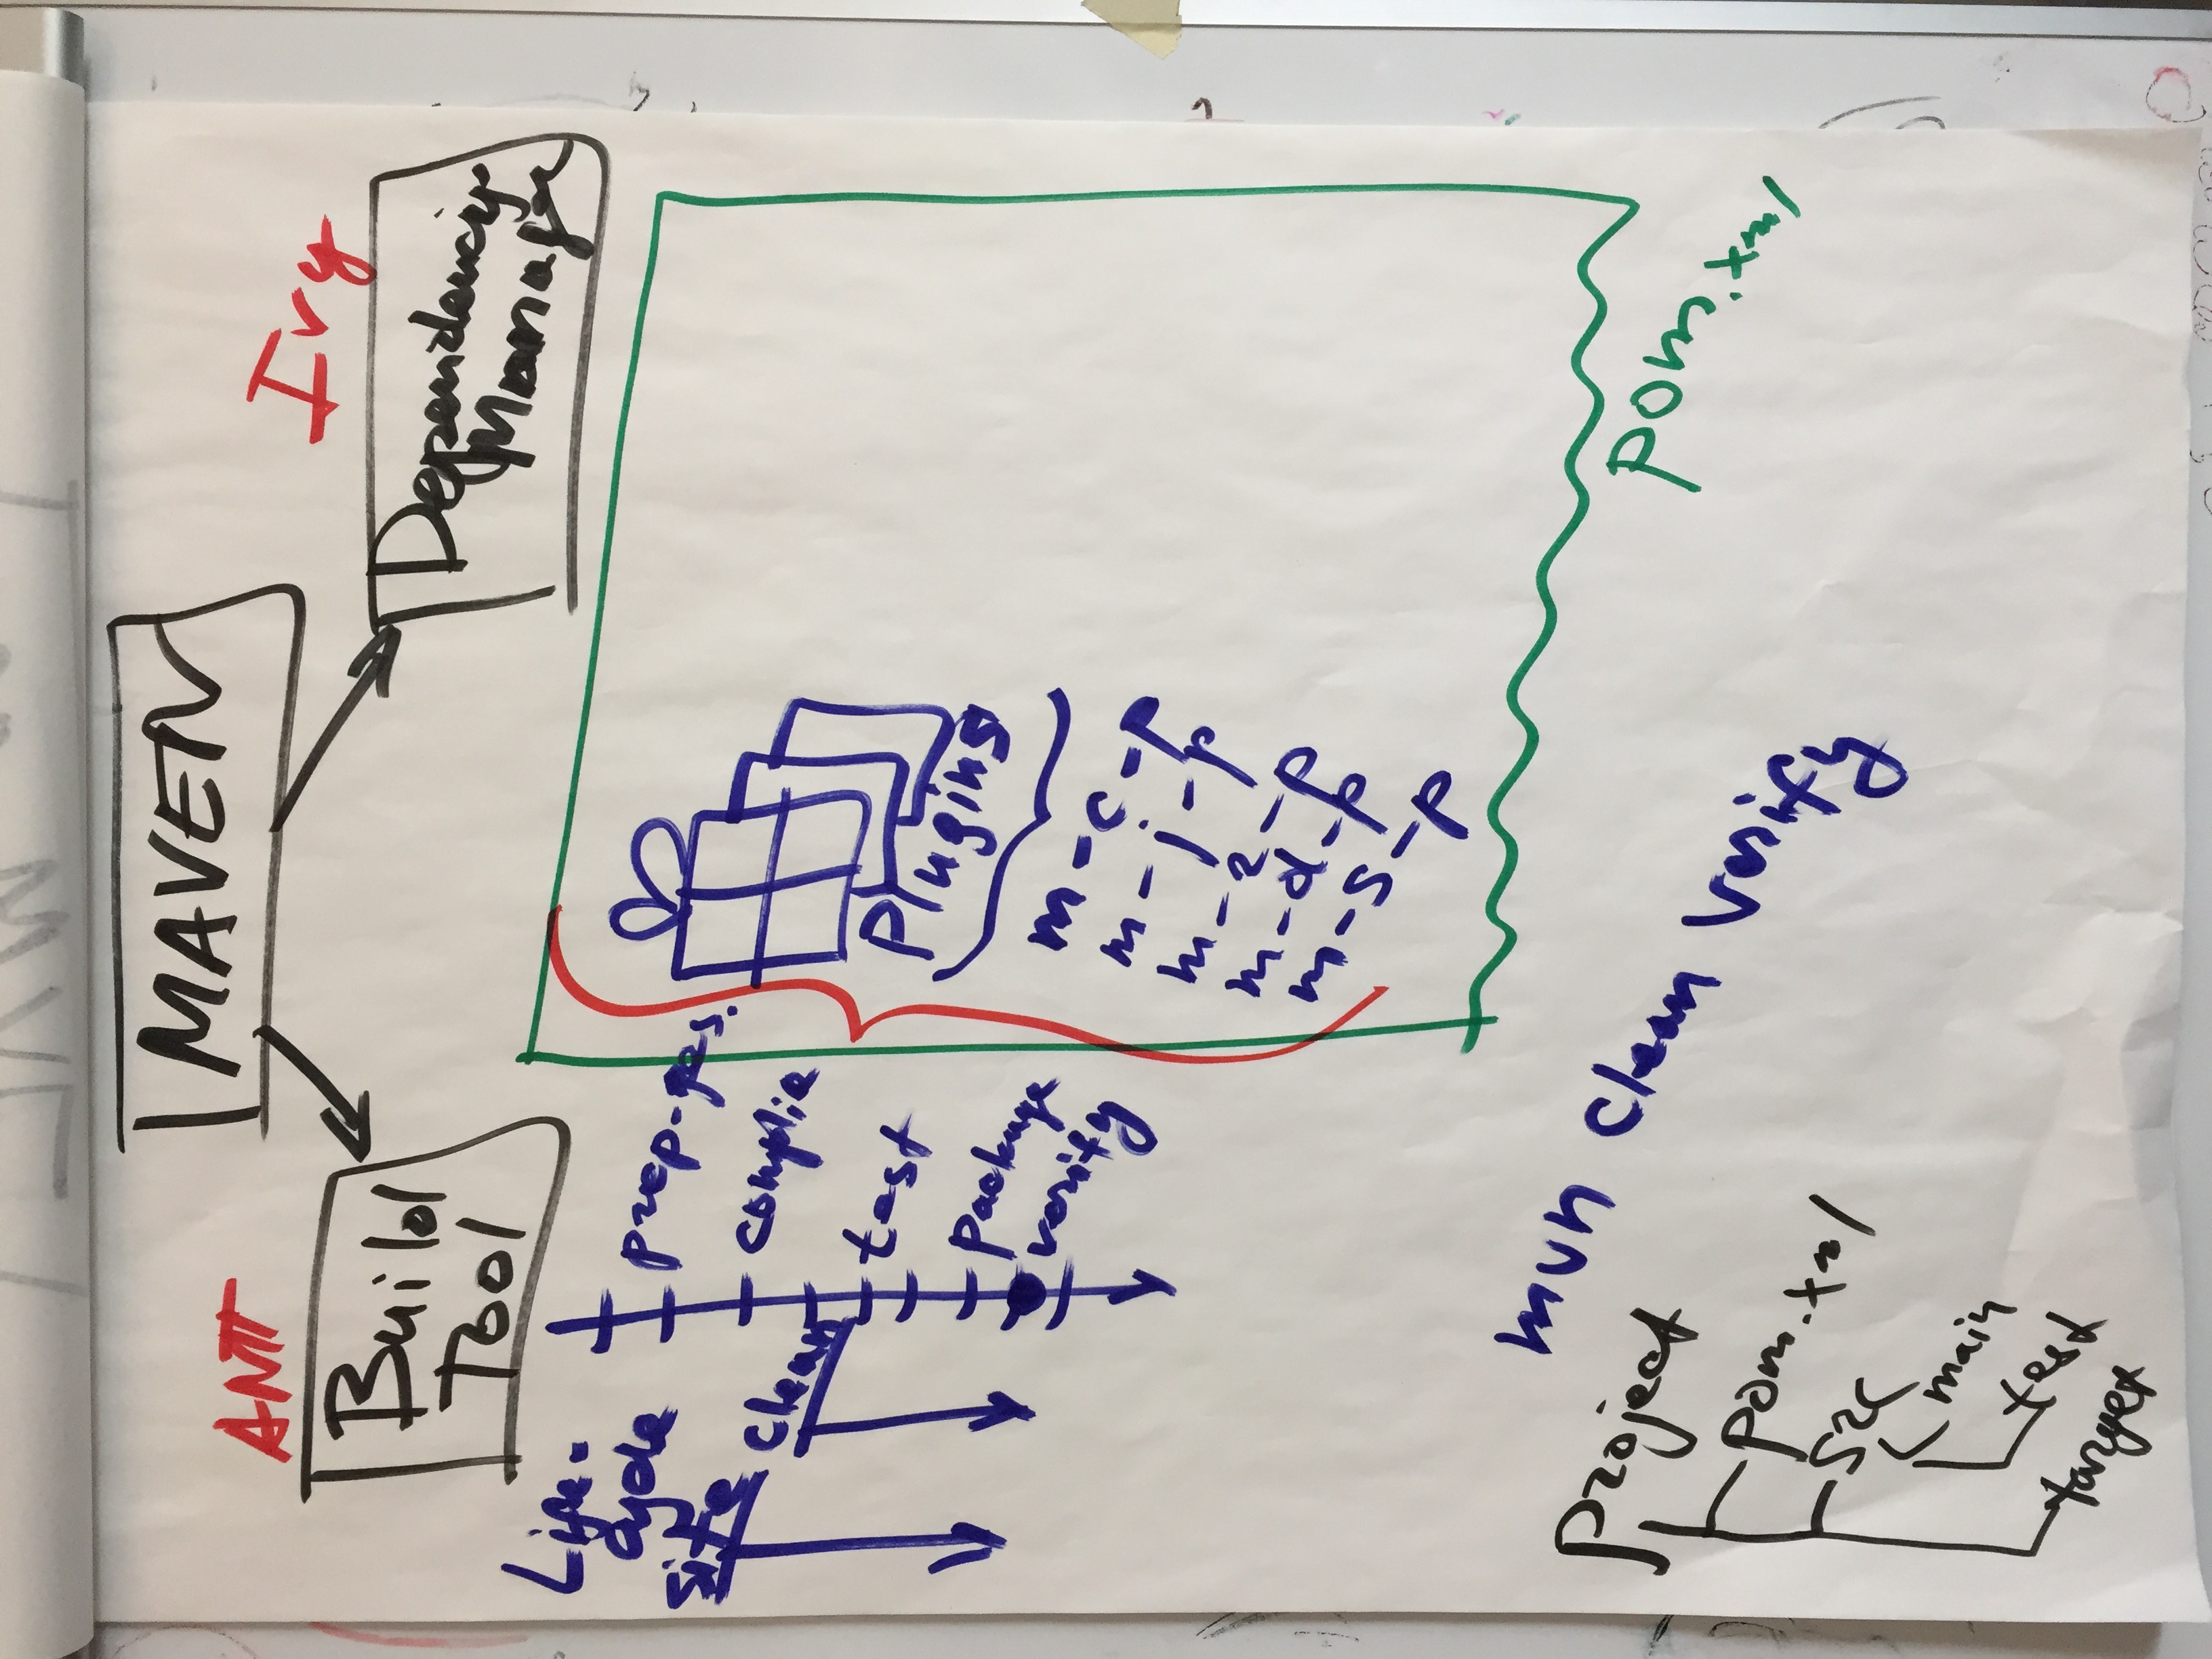 MAVEN
ANT
Ivy
Build
Tool
Dependency
Manager
Life-
cycle
prep-res.
site
complie
clean
test
Plugins
package
verify
m-c-p
m-j-p
m-r-p
m-d-p
m-s-p
mvn clean verify
pom.xml
project
pom.xml
src
main
test
target